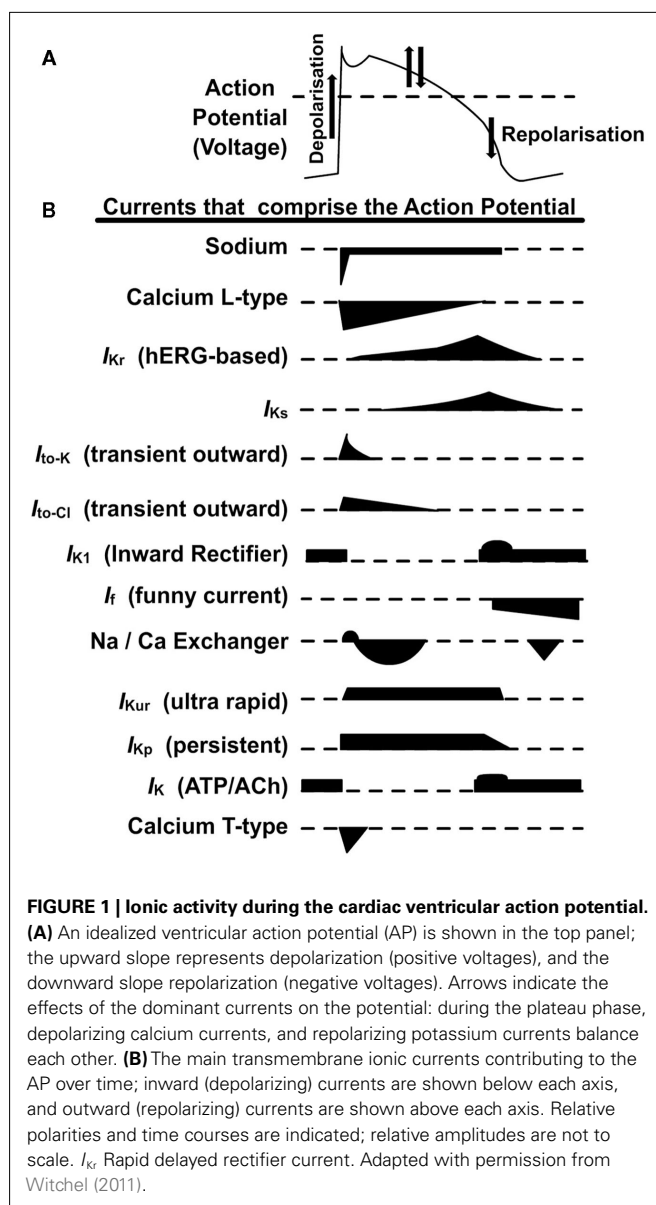 A
Action
Potential
(Voltage)
Depolarisation
Repolarisation
B
Currents that comprise the Action Potential
Sodium
Calcium L-type
IKr (hERG-based)
IKs
Ito-K (transient outward)
Ito-Cl (transient outward)
IK1 (Inward Rectifier)
If (funny current)
Na / Ca Exchanger
IKur (ultra rapid)
IKp (persistent)
IK (ATP/ACh)
Calcium T-type
FIGURE 1 | Ionic activity during the cardiac ventricular action potential.
(A) An idealized ventricular action potential (AP) is shown in the top panel;
the upward slope represents depolarization (positive voltages), and the
downward slope repolarization (negative voltages). Arrows indicate the
effects of the dominant currents on the potential: during the plateau phase,
depolarizing calcium currents, and repolarizing potassium currents balance
each other. (B) The main transmembrane ionic currents contributing to the
AP over time; inward (depolarizing) currents are shown below each axis,
and outward (repolarizing) currents are shown above each axis. Relative
polarities and time courses are indicated; relative amplitudes are not to
scale. IKr Rapid delayed rectifier current. Adapted with permission from
Witchel (2011).